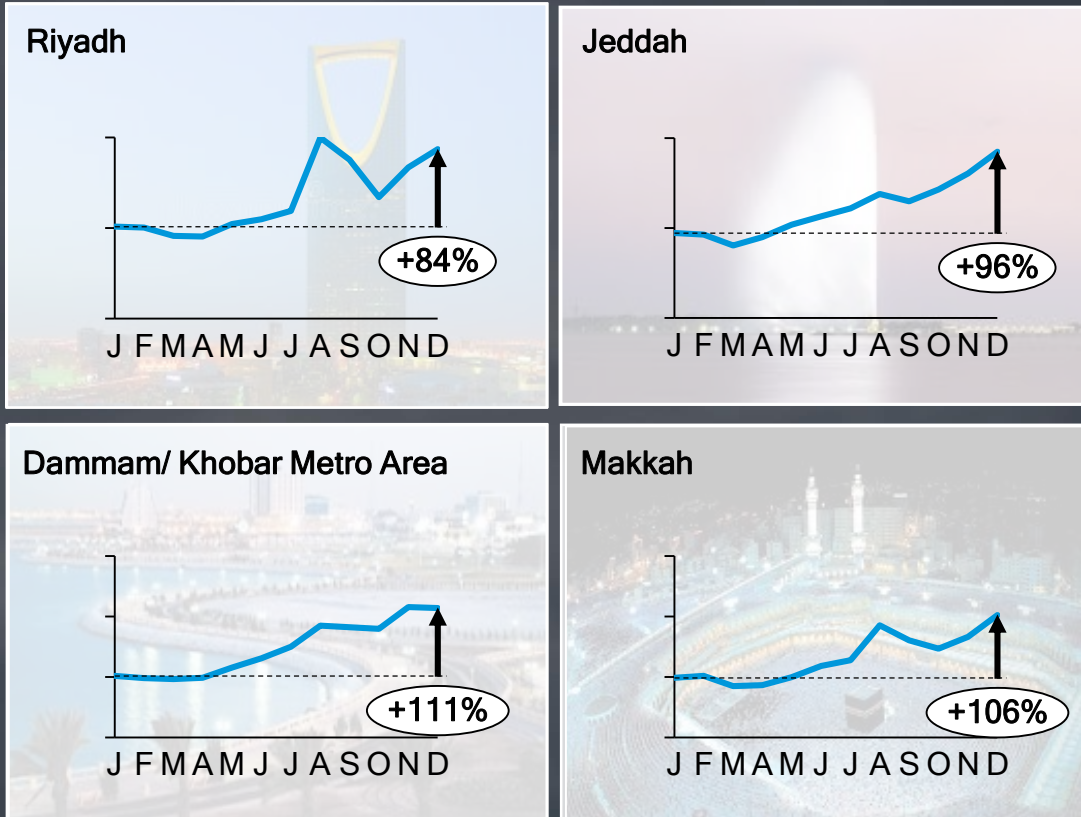 Riyadh
+84%
J F M A M J J A S O N D
Jeddah
+96%
J F M A M J J A S O N D
Dammam/ Khobar Metro Area
+111%
J F M A M J J A S O N D
Makkah
+106%
J F M A M J J A S O N D